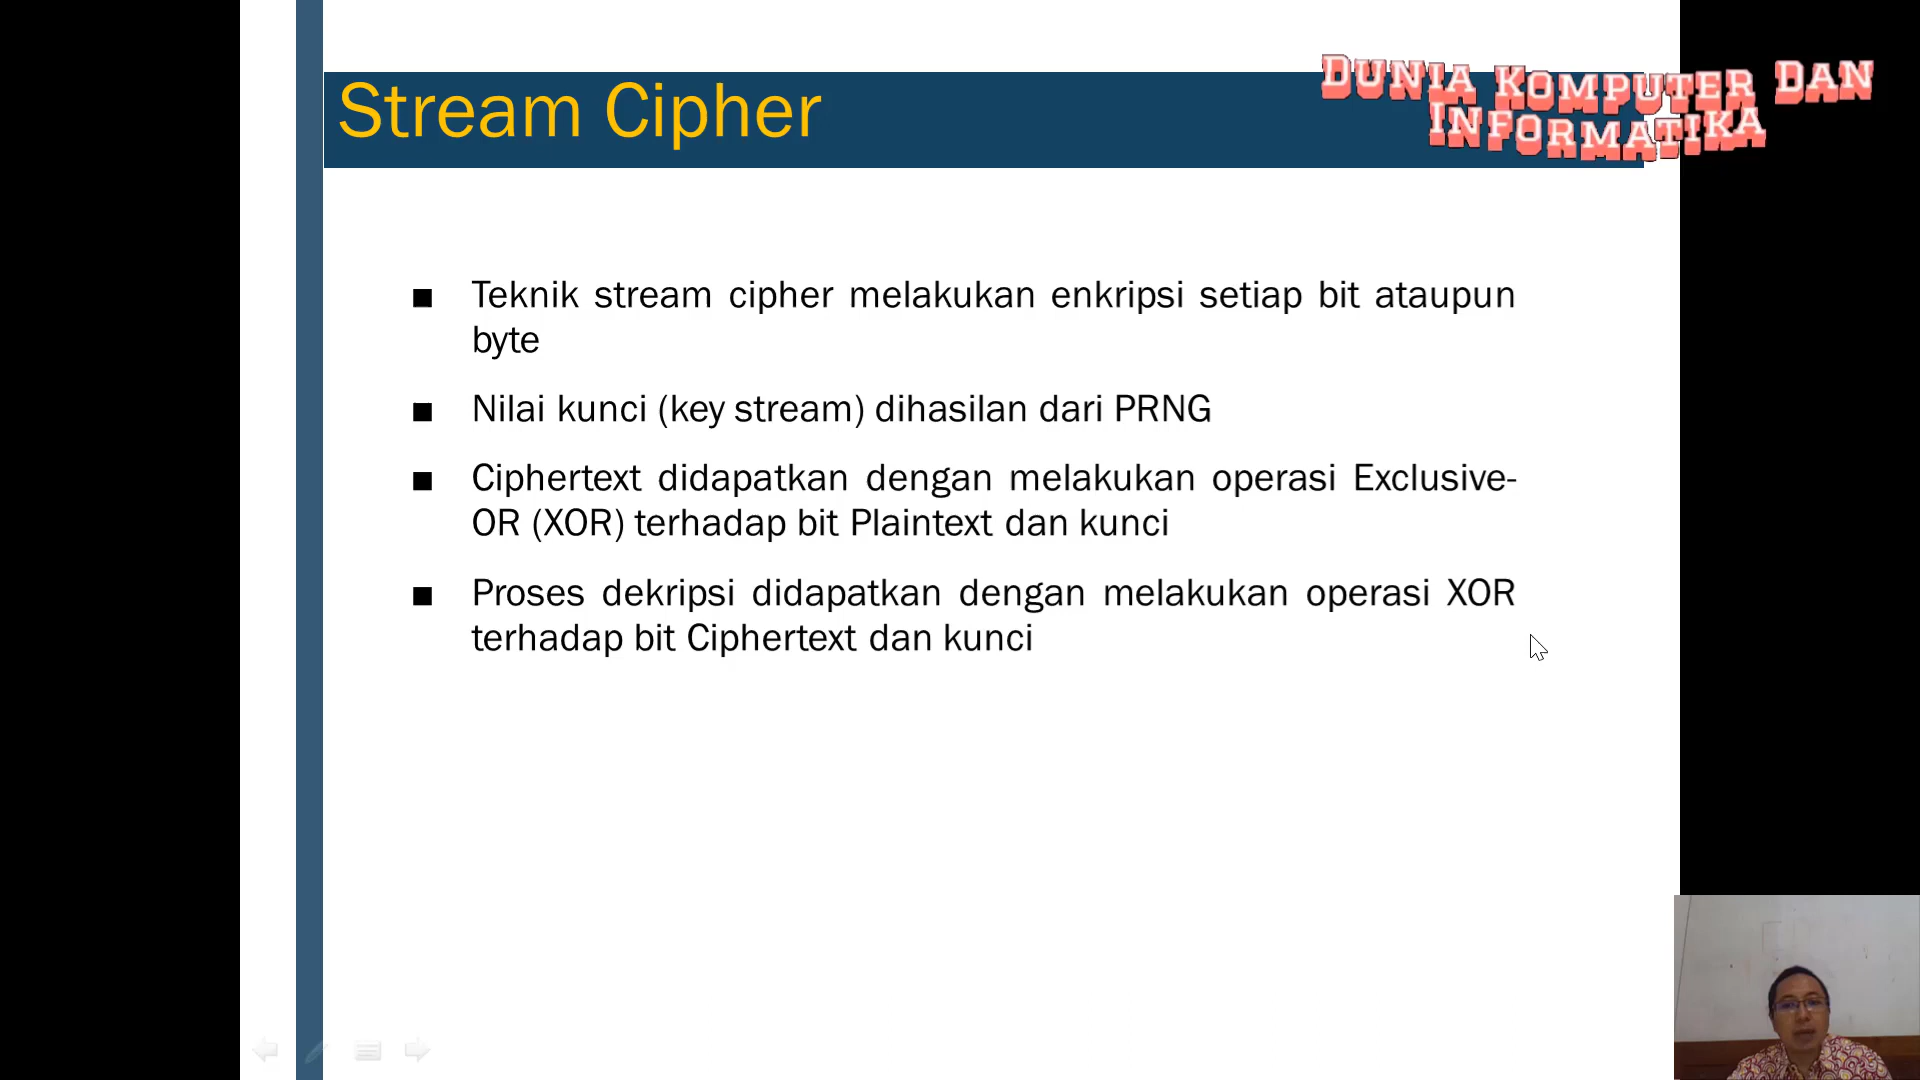 Stream Cipher
DUNIA KOMPUTER DAN
INFORMATIKA
■ Teknik stream cipher melakukan enkripsi setiap bit ataupun
byte
■ Nilai kunci (key stream) dihasilan dari PRNG
■ Ciphertext didapatkan dengan melakukan operasi Exclusive-
OR (XOR) terhadap bit Plaintext dan kunci
■ Proses dekripsi didapatkan dengan melakukan operasi XOR
terhadap bit Ciphertext dan kunci